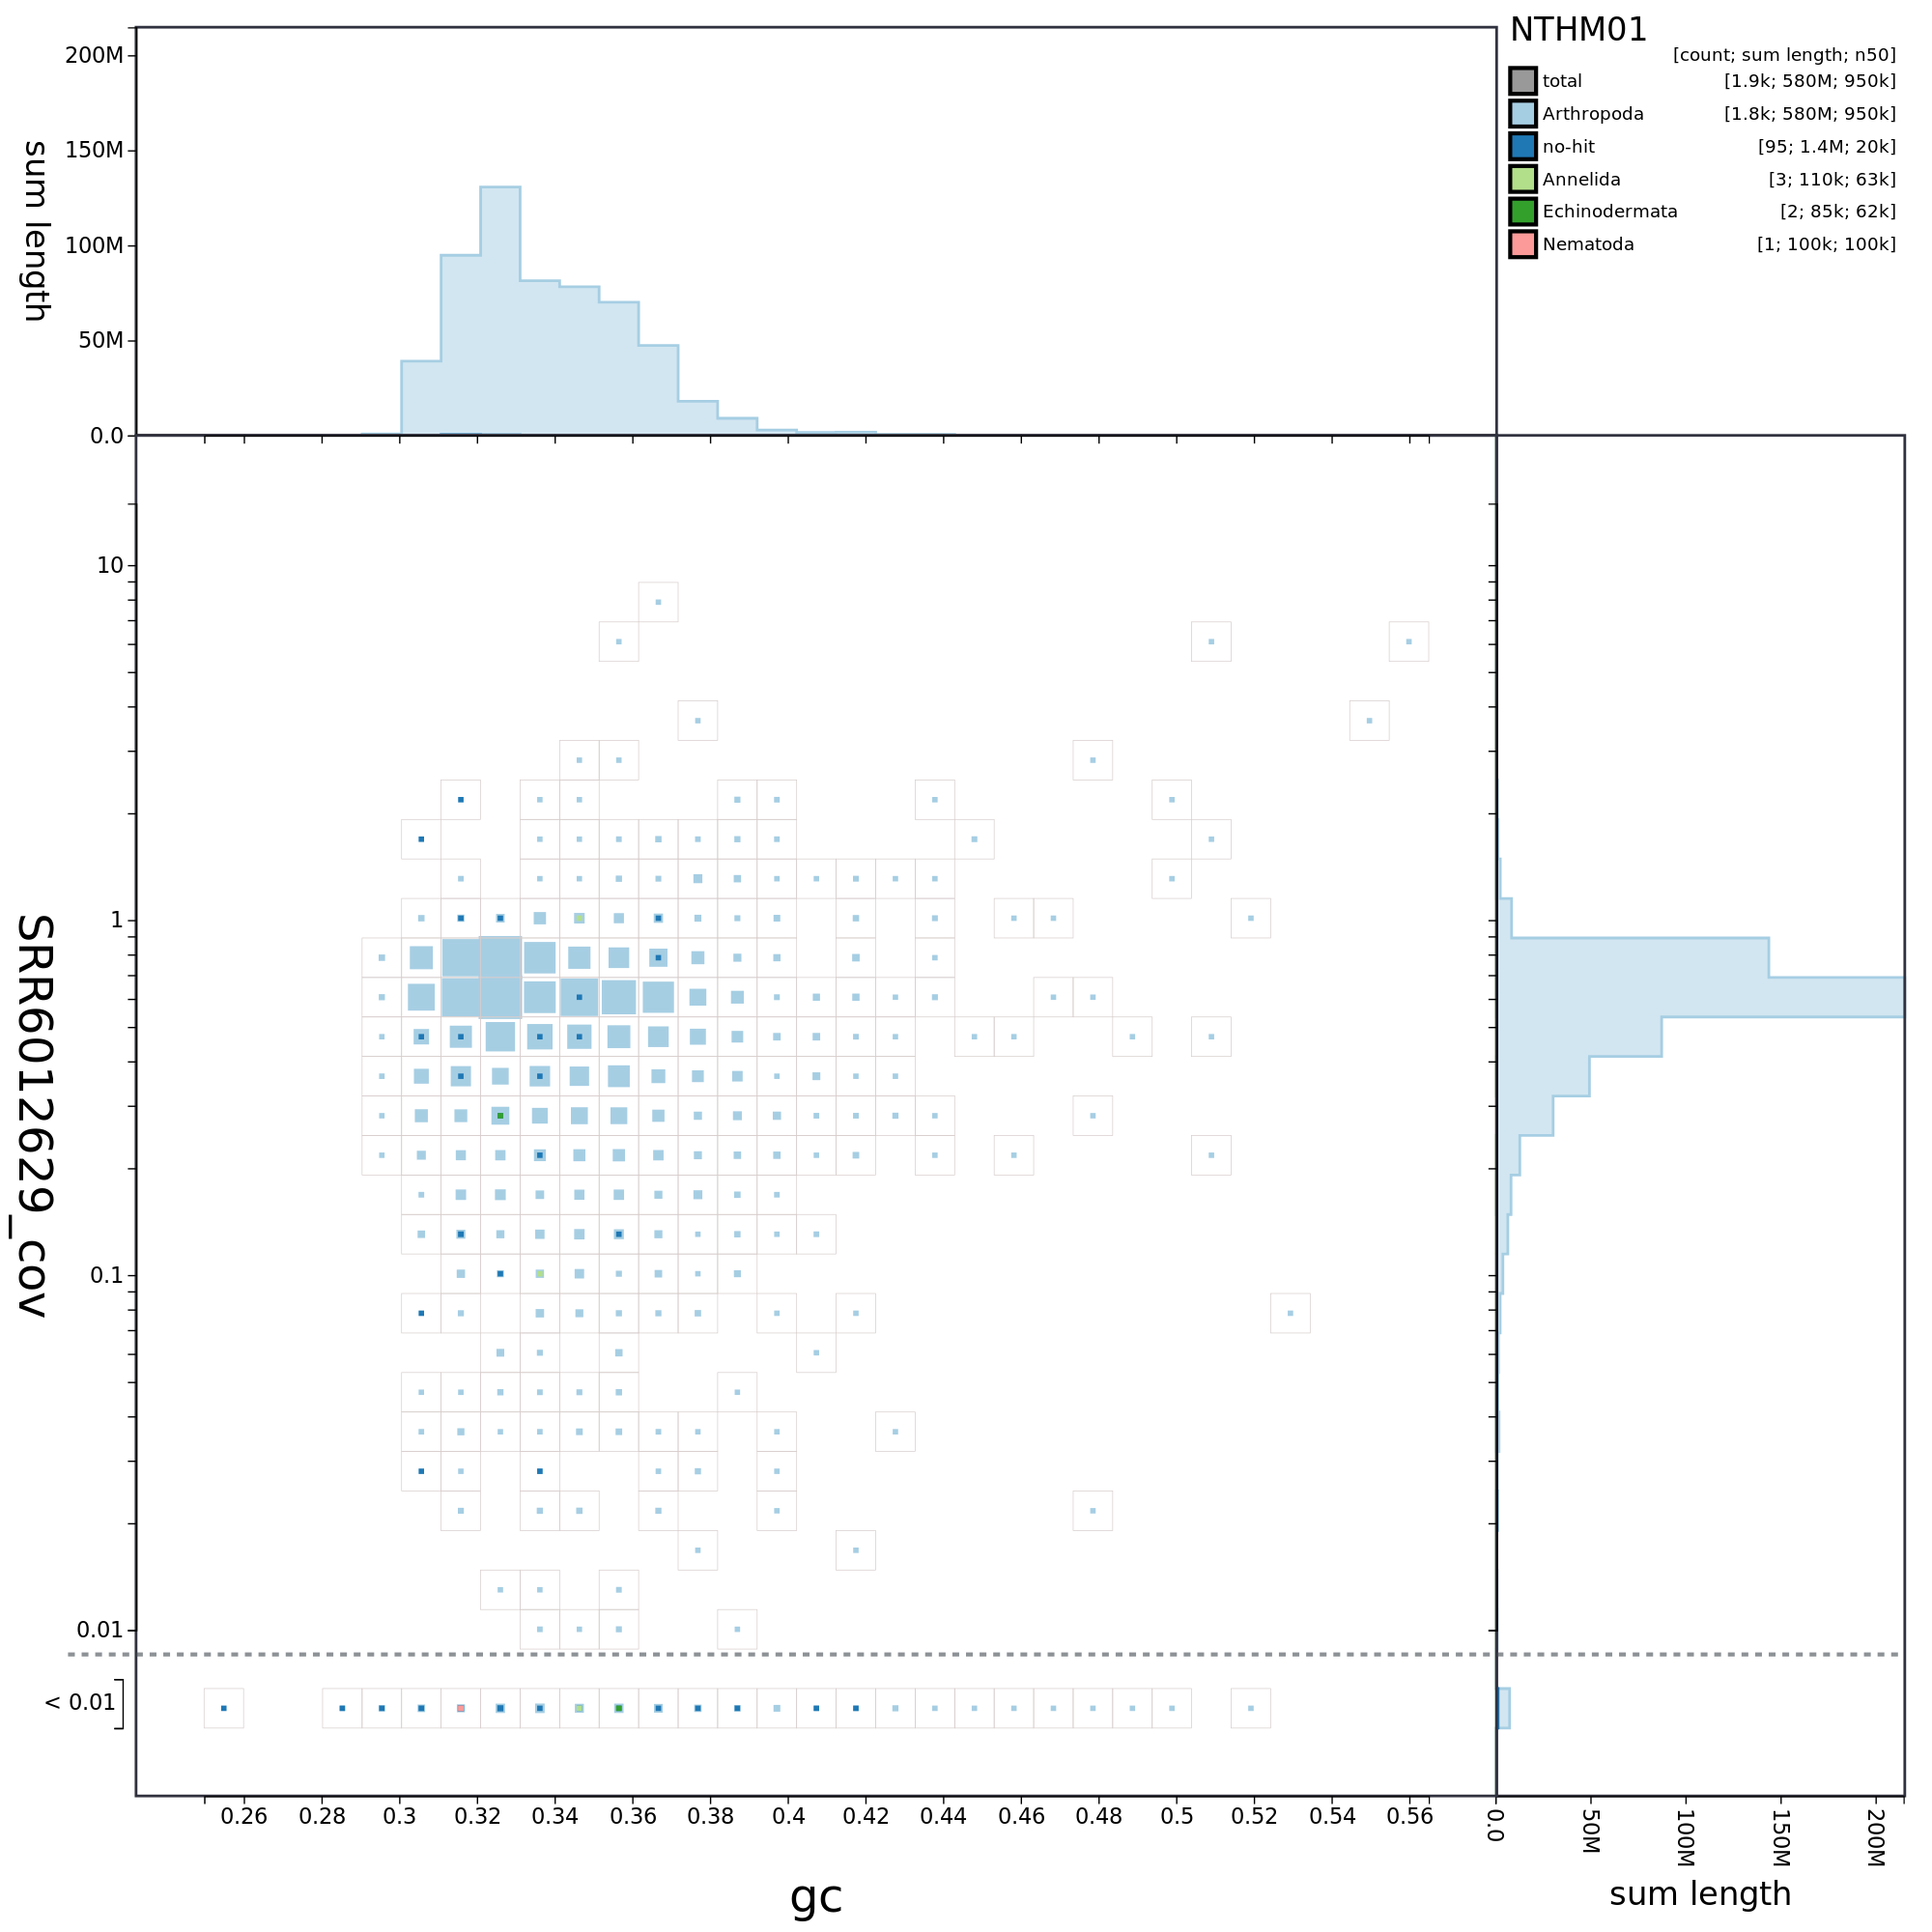 NTHM01
[count; sum length; n50]
total [1.9k; 580M; 950k]
Arthropoda [1.8k; 580M; 950k]
no-hit [95; 1.4M; 20k]
Annelida [3; 110k; 63k]
Echinodermata [2; 85k; 62k]
Nematoda [1; 100k; 100k]
200M
150M
100M
50M
0.0
sum length
10
1
0.1
0.01
< 0.01
SRR6012629_cov
0.26 0.28 0.3 0.32 0.34 0.36 0.38 0.4 0.42 0.44 0.46 0.48 0.5 0.52 0.54 0.56
gc
0.0 50M 100M 150M 200M
sum length